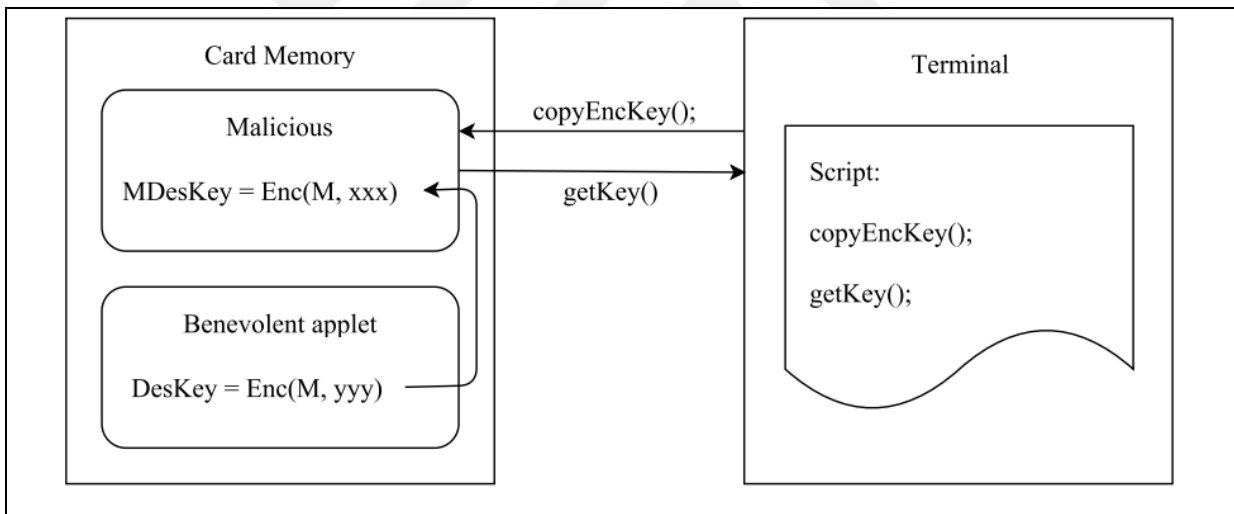 Card Memory
Malicious
MDesKey = Enc(M, xxx)
Benevolent applet
DesKey = Enc(M, yyy)
copyEncKey();
getKey()
Terminal
Script:
copyEncKey();
getKey();